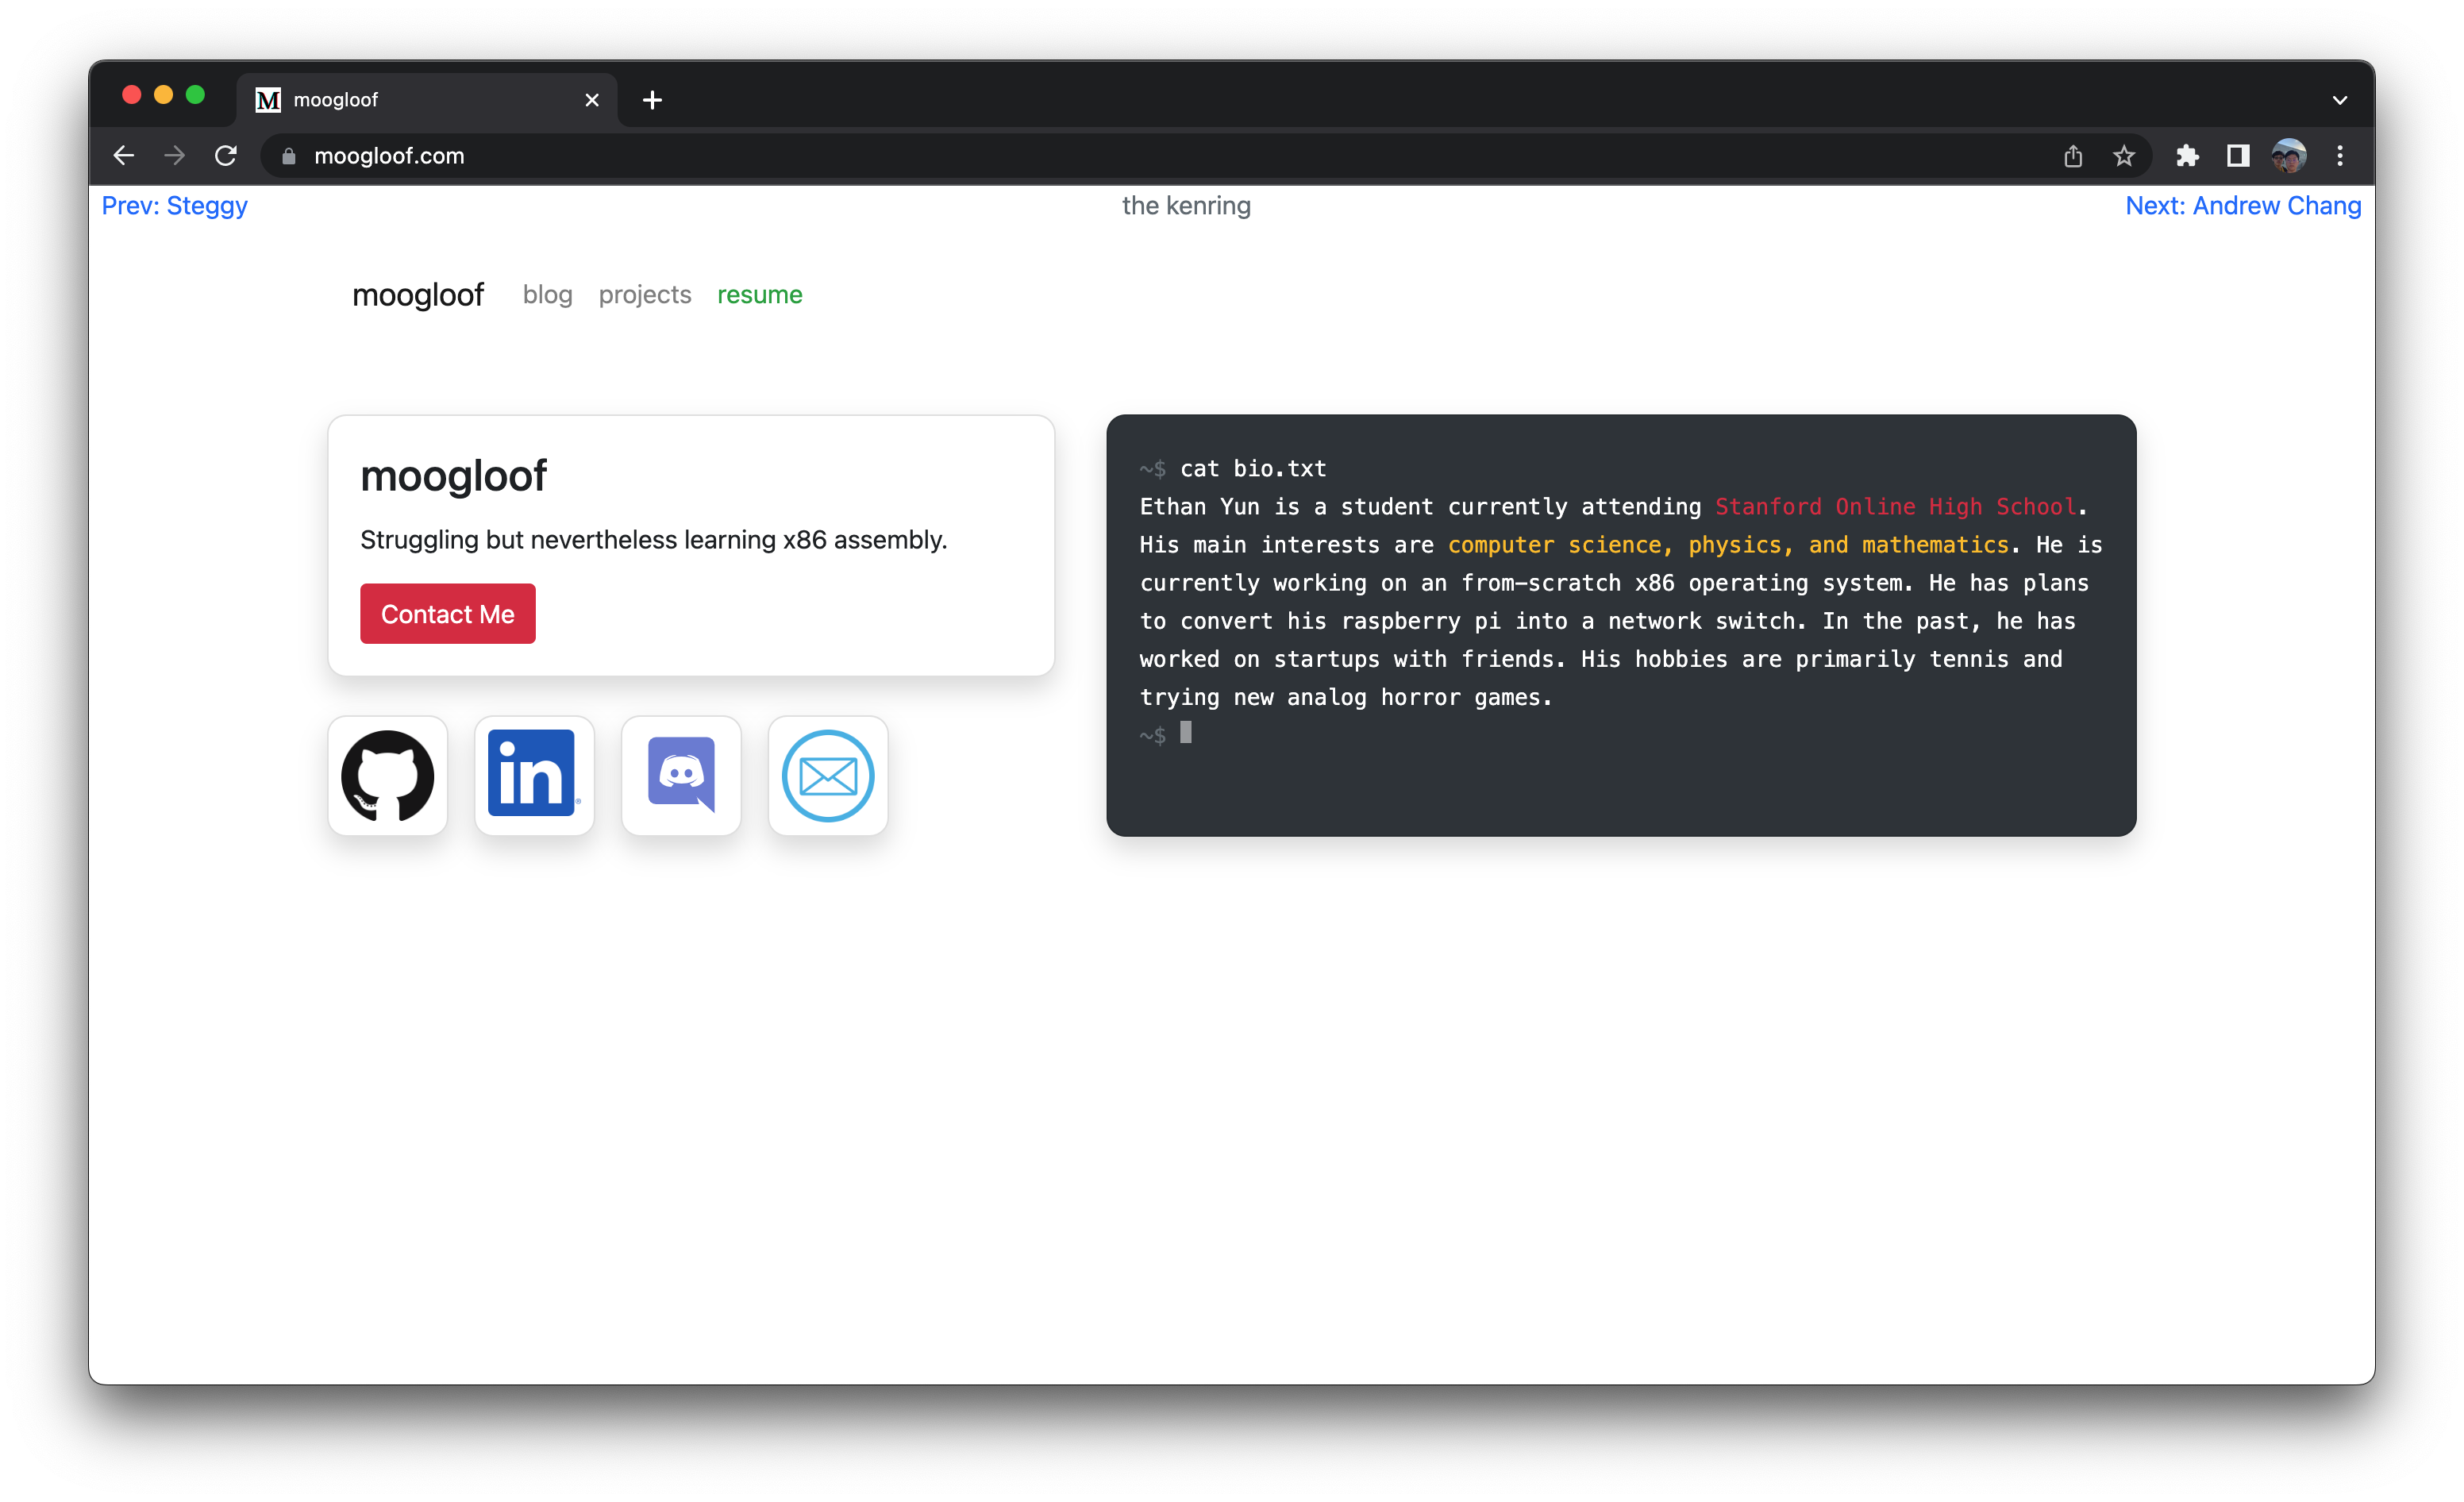 M moogloof
moogloof.com
Prev: Steggy the kenring Next: Andrew Chang
moogloof blog projects resume
moogloof
Struggling but nevertheless learning x86 assembly.
Contact Me
in
~$ cat bio.txt
Ethan Yun is a student currently attending Stanford Online High School.
His main interests are computer science, physics, and mathematics. He is
currently working on an from-scratch x86 operating system. He has plans
to convert his raspberry pi into a network switch. In the past, he has
worked on startups with friends. His hobbies are primarily tennis and
trying new analog horror games.
~$